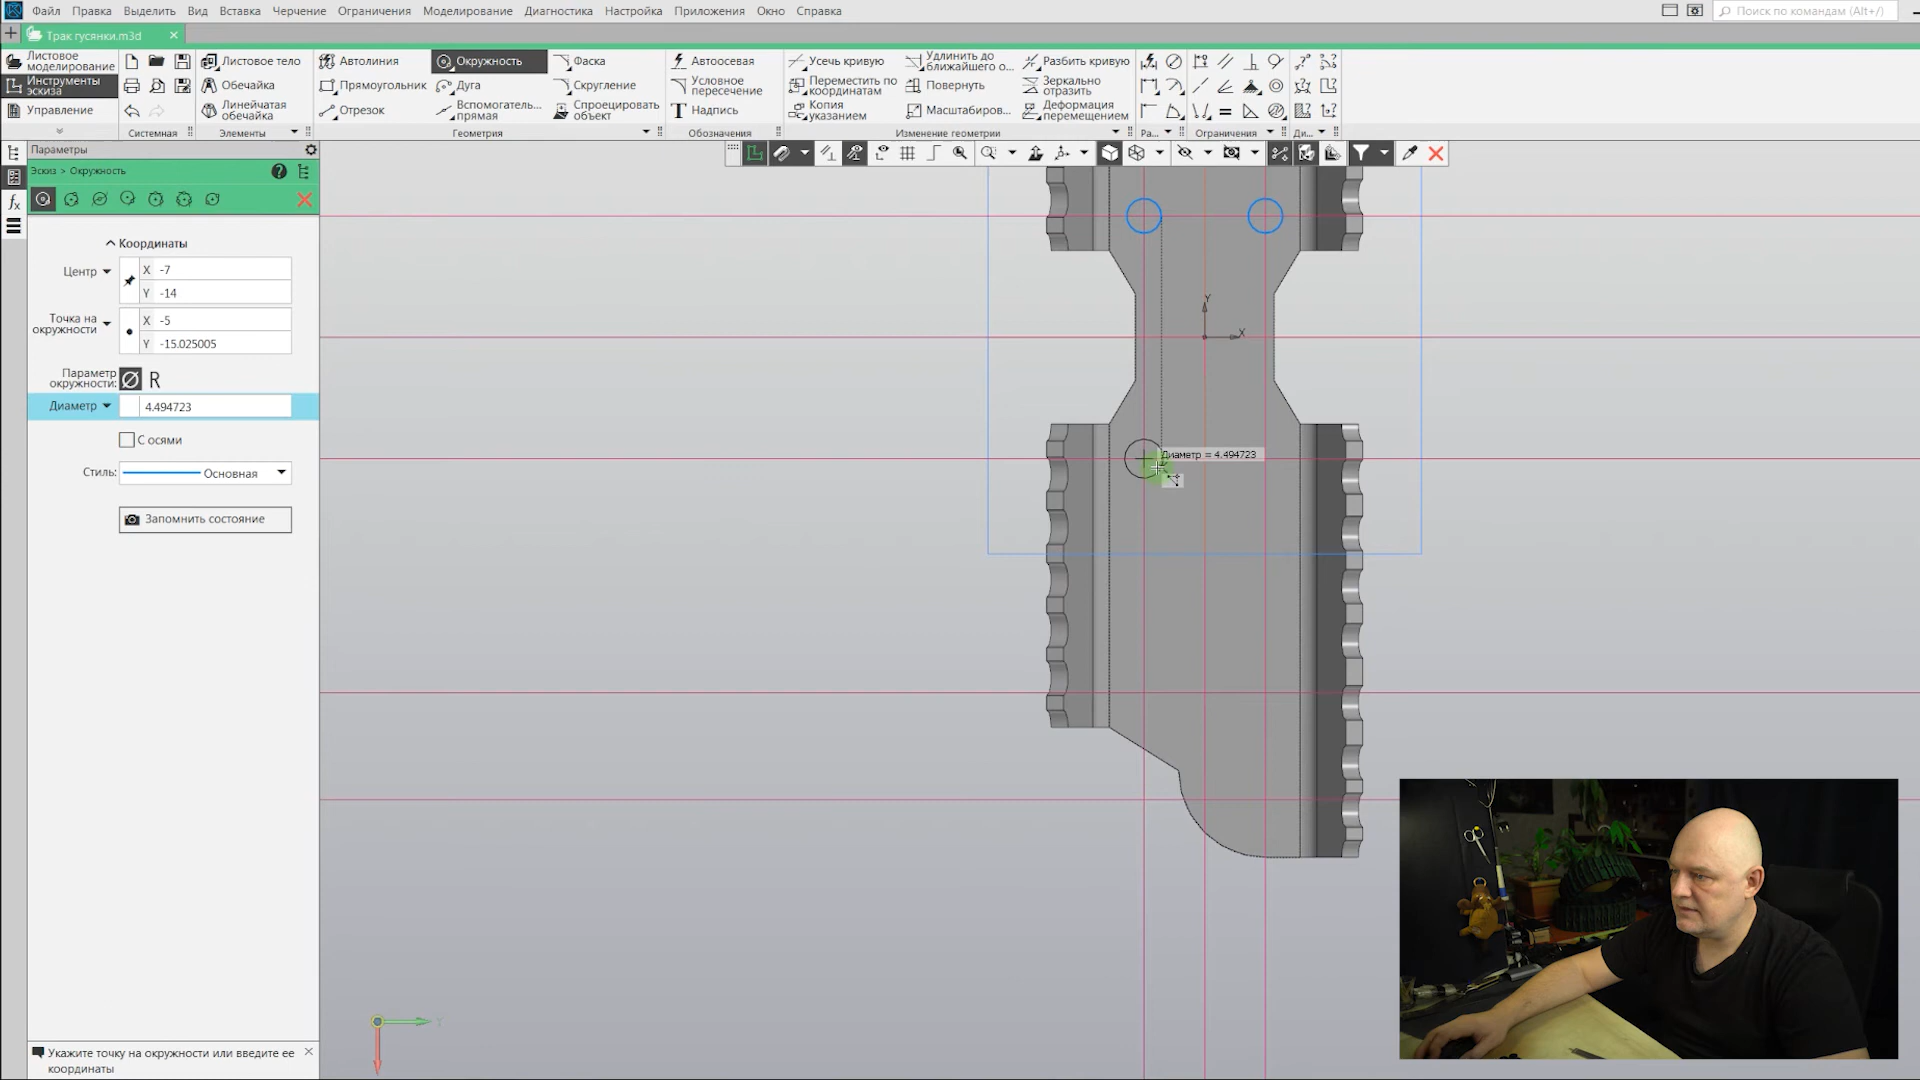 Файл Правка Выделить Вид Вставка Черчение Ограничения Моделирование Диагностика Настройка Приложения Окно Справка
Поиск по командам (Alt+/)
Трак гусянки.m3d
Листовое моделирование
Инструменты эскиза
Управление
Системная
Листовое тело
Обечайка
Линейчатая обечайка
Элементы
Автолиния
Прямоугольник
Отрезок
Окружность
Дуга
Вспомогатель... прямая
Фаска
Скругление
Спроецировать объект
Геометрия
Автоосевая
Условное пересечение
Надпись
Обозначения
Усечь кривую
Переместить по координатам
Копия указанием
Удлинить до ближайшего о...
Повернуть
Масштабиров...
Разбить кривую
Зеркально отразить
Деформация перемещением
Изменение геометрии
Ра...
Ограничения
Ди...
Параметры
Эскиз > Окружность
Координаты
Центр
X -7
Y -14
Точка на окружности
X -5
Y -15.025005
Параметр окружности:
R
Диаметр
4.494723
С осями
Стиль:
Основная
Запомнить состояние
Укажите точку на окружности или введите ее
координаты
Y
X
Диаметр = 4.494723
fx